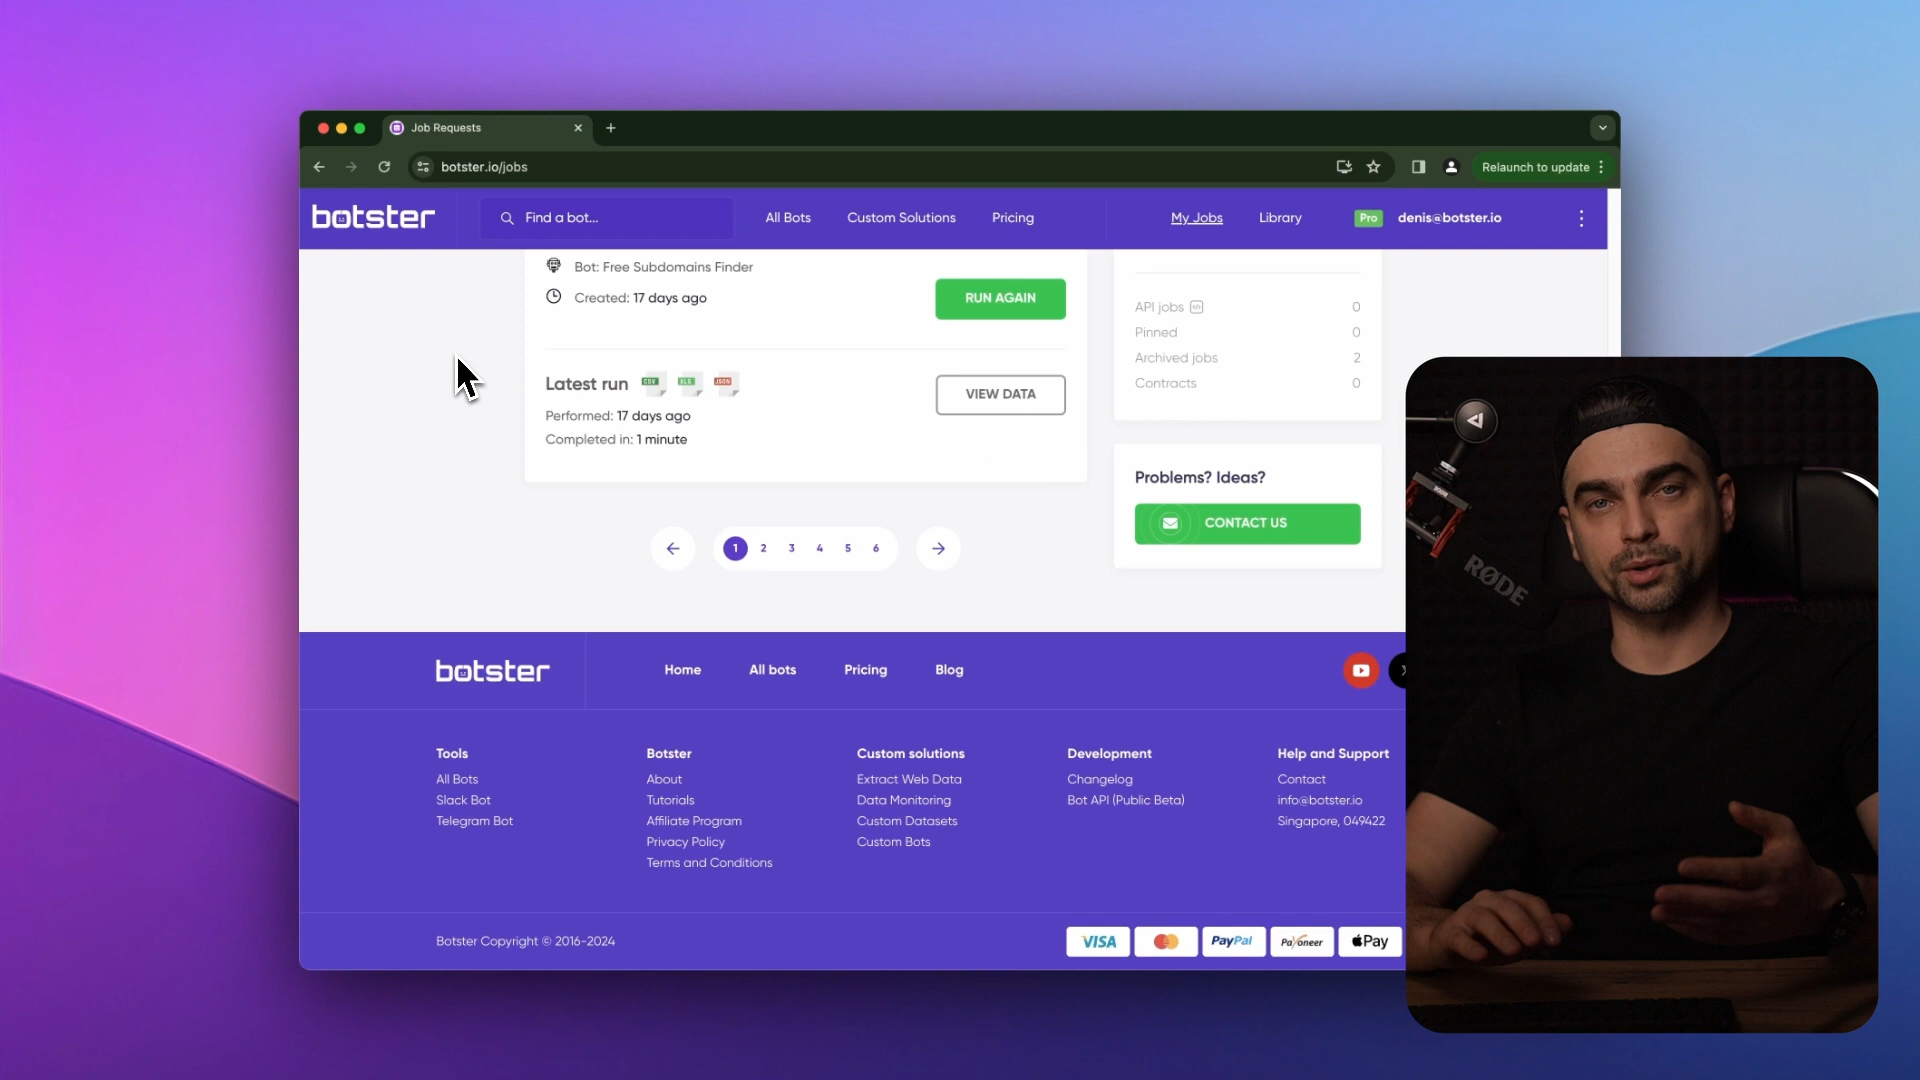 Job Requests
botster.io/jobs
Relaunch to update
botster
Find a bot...
All Bots
Custom Solutions
Pricing
My Jobs
Library
Pro
denis@botster.io
Bot: Free Subdomains Finder
Created: 17 days ago
RUN AGAIN
Latest run
CSV
XLS
JSON
VIEW DATA
Performed: 17 days ago
Completed in: 1 minute
API jobs
0
Pinned
0
Archived jobs
2
Contracts
0
Problems? Ideas?
CONTACT US
1 2 3 4 5 6
RØDE
botster
Home
All bots
Pricing
Blog
Tools
All Bots
Slack Bot
Telegram Bot
Botster
About
Tutorials
Affiliate Program
Privacy Policy
Terms and Conditions
Custom solutions
Extract Web Data
Data Monitoring
Custom Datasets
Custom Bots
Development
Changelog
Bot API (Public Beta)
Help and Support
Contact
info@botster.io
Singapore, 049422
Botster Copyright © 2016-2024
VISA
PayPal
Payoneer
Pay